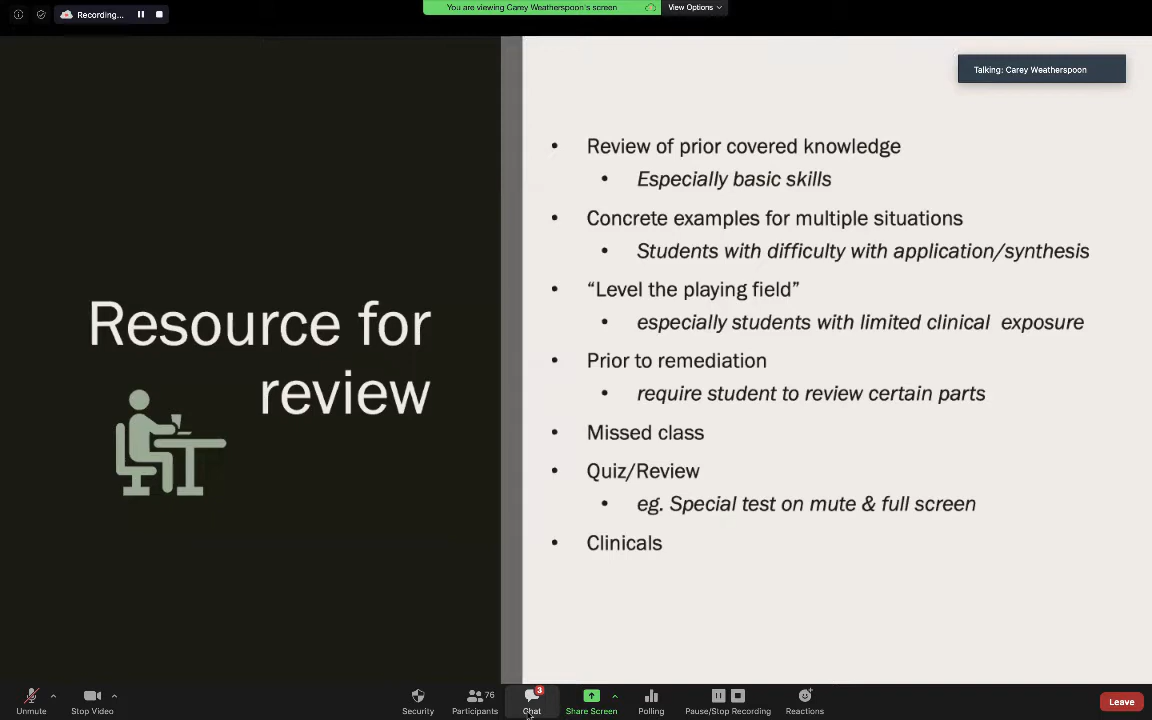 Recording...
You are viewing Carey Weatherspoon's screen
View Options
Talking: Carey Weatherspoon
Resource for
review
• Review of prior covered knowledge
• Especially basic skills
• Concrete examples for multiple situations
• Students with difficulty with application/synthesis
• “Level the playing field”
• especially students with limited clinical exposure
• Prior to remediation
• require student to review certain parts
• Missed class
• Quiz/Review
• eg. Special test on mute & full screen
• Clinicals
Unmute
Stop Video
Security
Participants
76
Chat
3
Share Screen
Polling
Pause/Stop Recording
Reactions
Leave